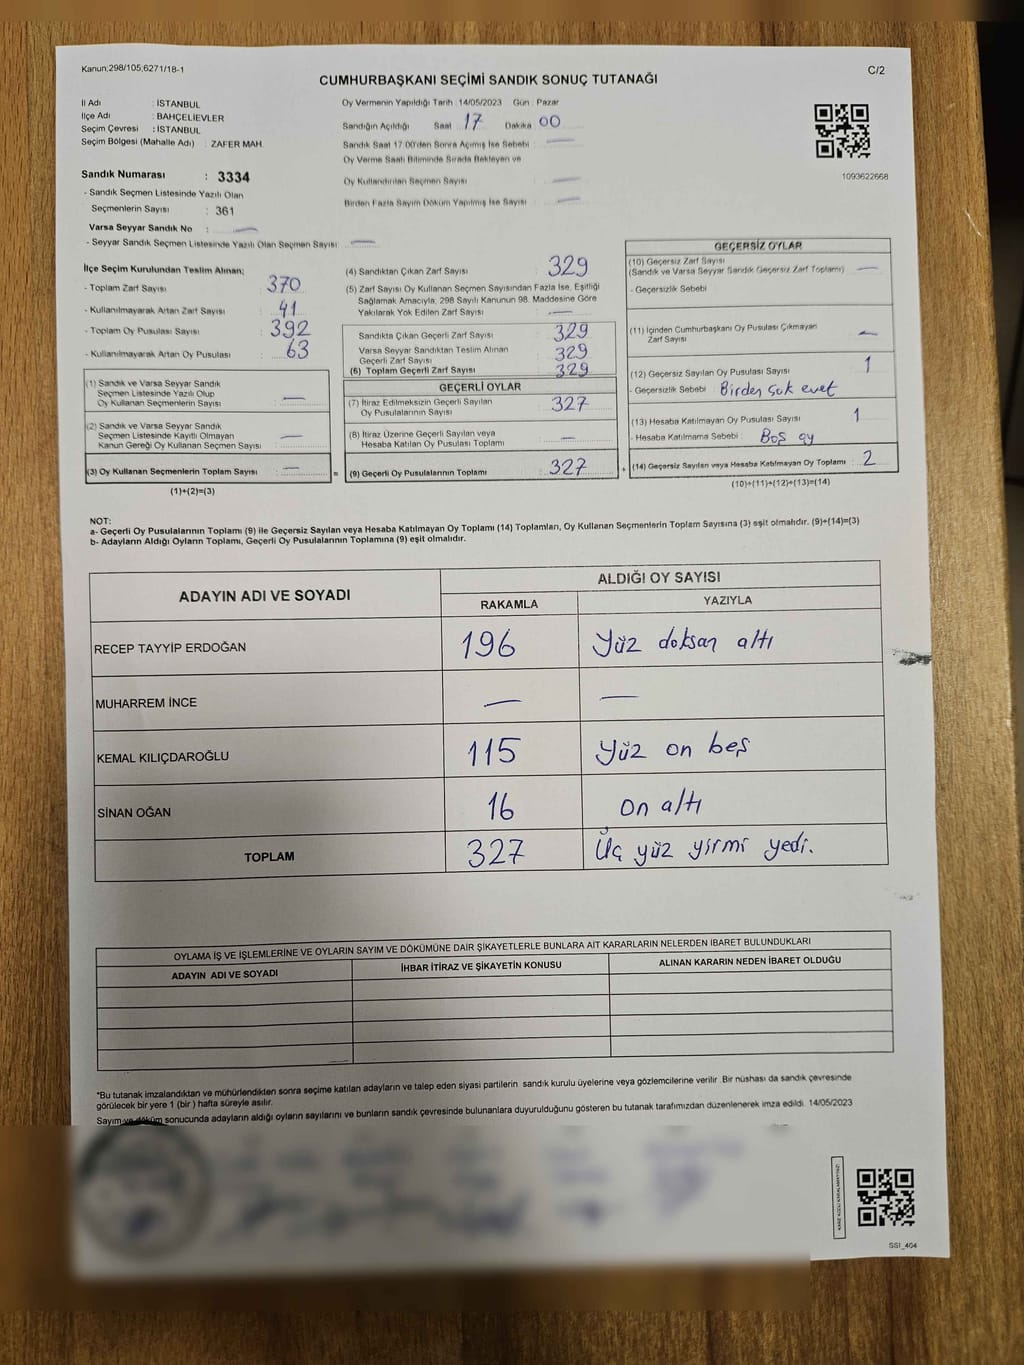 Kanun:298/105;6271/18-1
C/2
CUMHURBAŞKANI SEÇİMİ SANDIK SONUÇ TUTANAĞI
İl Adı : İSTANBUL
İlçe Adı : BAHÇELİEVLER
Seçim Çevresi : İSTANBUL
Seçim Bölgesi (Mahalle Adı) : ZAFER MAH.
Oy Vermenin Yapıldığı Tarih :14/05/2023 Gün : Pazar
Sandığın Açıldığı Saat 17 Dakika 00
Sandık Saat 17:00'den Sonra Açımış İse Sebebi —
Oy Verme Saati Bitiminde Sırada Bekleyen ve
Oy Kullandırılan Seçmen Sayısı —
Birden Fazla Sayım Döküm Yapılmış İse Sayısı —
1093622668
Sandık Numarası : 3334
- Sandık Seçmen Listesinde Yazılı Olan
Seçmenlerin Sayısı : 361
Varsa Seyyar Sandık No : —
- Seyyar Sandık Seçmen Listesinde Yazılı Olan Seçmen Sayısı: —
İlçe Seçim Kurulundan Teslim Alınan;
- Toplam Zarf Sayısı : 370
- Kullanılmayarak Artan Zarf Sayısı : 41
- Toplam Oy Pusulası Sayısı : 392
- Kullanılmayarak Artan Oy Pusulası : 63
(1) Sandık ve Varsa Seyyar Sandık
Seçmen Listesinde Yazılı Olup
Oy Kullanan Seçmenlerin Sayısı : —
(2) Sandık ve Varsa Seyyar Sandık
Seçmen Listesinde Kayıtlı Olmayan
Kanun Gereği Oy Kullanan Seçmen Sayısı : —
(3) Oy Kullanan Seçmenlerin Toplam Sayısı : —
(1)+(2)=(3)
(4) Sandıktan Çıkan Zarf Sayısı : 329
(5) Zarf Sayısı Oy Kullanan Seçmen Sayısından Fazla İse, Eşitliği
Sağlamak Amacıyla, 298 Sayılı Kanunun 98. Maddesine Göre
Yakılarak Yok Edilen Zarf Sayısı : —
Sandıkta Çıkan Geçerli Zarf Sayısı : 329
Varsa Seyyar Sandıktan Teslim Alınan
Geçerli Zarf Sayısı : 329
(6) Toplam Geçerli Zarf Sayısı : 329
GEÇERLİ OYLAR
(7) İtiraz Edilmeksizin Geçerli Sayılan
Oy Pusulalarının Sayısı : 327
(8) İtiraz Üzerine Geçerli Sayılan veya
Hesaba Katılan Oy Pusulası Toplamı : —
= (9) Geçerli Oy Pusulalarının Toplamı : 327
GEÇERSİZ OYLAR
(10) Geçersiz Zarf Sayısı
(Sandık ve Varsa Seyyar Sandık Geçersiz Zarf Toplamı) : —
- Geçersizlik Sebebi
(11) İçinden Cumhurbaşkanı Oy Pusulası Çıkmayan
Zarf Sayısı : —
(12) Geçersiz Sayılan Oy Pusulası Sayısı : 1
- Geçersizlik Sebebi : Birden çok evet
(13) Hesaba Katılmayan Oy Pusulası Sayısı : 1
- Hesaba Katılmama Sebebi : Boş oy
+ (14) Geçersiz Sayılan veya Hesaba Katılmayan Oy Toplamı : 2
(10)+(11)+(12)+(13)=(14)
NOT:
a- Geçerli Oy Pusulalarının Toplamı (9) ile Geçersiz Sayılan veya Hesaba Katılmayan Oy Toplamı (14) Toplamları, Oy Kullanan Seçmenlerin Toplam Sayısına (3) eşit olmalıdır. (9)+(14)=(3)
b- Adayların Aldığı Oyların Toplamı, Geçerli Oy Pusulalarının Toplamına (9) eşit olmalıdır.
ADAYIN ADI VE SOYADI
ALDIĞI OY SAYISI
RAKAMLA YAZIYLA
RECEP TAYYİP ERDOĞAN 196 Yüz doksan altı
MUHARREM İNCE — —
KEMAL KILIÇDAROĞLU 115 Yüz on beş
SİNAN OĞAN 16 on altı
TOPLAM 327 Üç yüz yirmi yedi.
OYLAMA İŞ VE İŞLEMLERİNE VE OYLARIN SAYIM VE DÖKÜMÜNE DAİR ŞİKAYETLERLE BUNLARA AİT KARARLARIN NELERDEN İBARET BULUNDUKLARI
ADAYIN ADI VE SOYADI İHBAR İTİRAZ VE ŞİKAYETİN KONUSU ALINAN KARARIN NEDEN İBARET OLDUĞU
*Bu tutanak imzalandıktan ve mühürlendikten sonra seçime katılan adayların ve talep eden siyasi partilerin sandık kurulu üyelerine veya gözlemcilerine verilir .Bir nüshası da sandık çevresinde
görülecek bir yere 1 (bir ) hafta süreyle asılır.
Sayım ve döküm sonucunda adayların aldığı oyların sayılarını ve bunların sandık çevresinde bulunanlara duyurulduğunu gösteren bu tutanak tarafımızdan düzenlenerek imza edildi. 14/05/2023
SSI_404